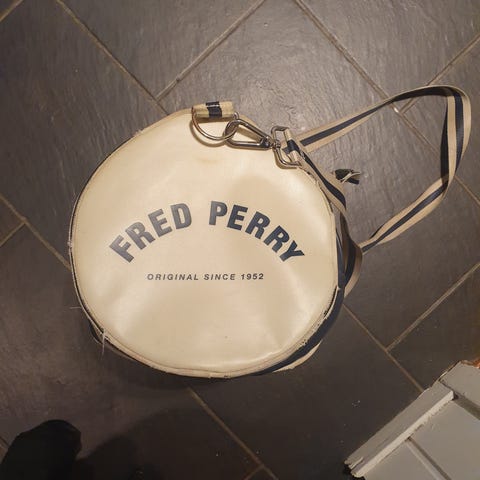 FRED PERRY
ORIGINAL SINCE 1952